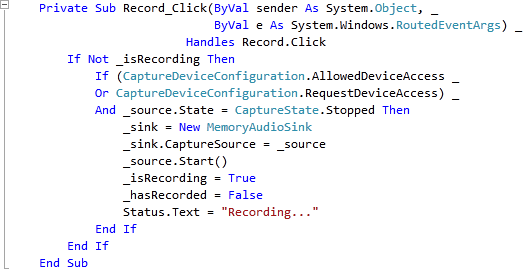 Private Sub Record_Click(ByVal sender As System.Object, _
ByVal e As System.Windows.RoutedEventArgs) _
Handles Record.Click
If Not _isRecording Then
If (CaptureDeviceConfiguration.AllowedDeviceAccess _
Or CaptureDeviceConfiguration.RequestDeviceAccess) _
And _source.State = CaptureState.Stopped Then
_sink = New MemoryAudioSink
_sink.CaptureSource = _source
_source.Start()
_isRecording = True
_hasRecorded = False
Status.Text = "Recording..."
End If
End If
End Sub